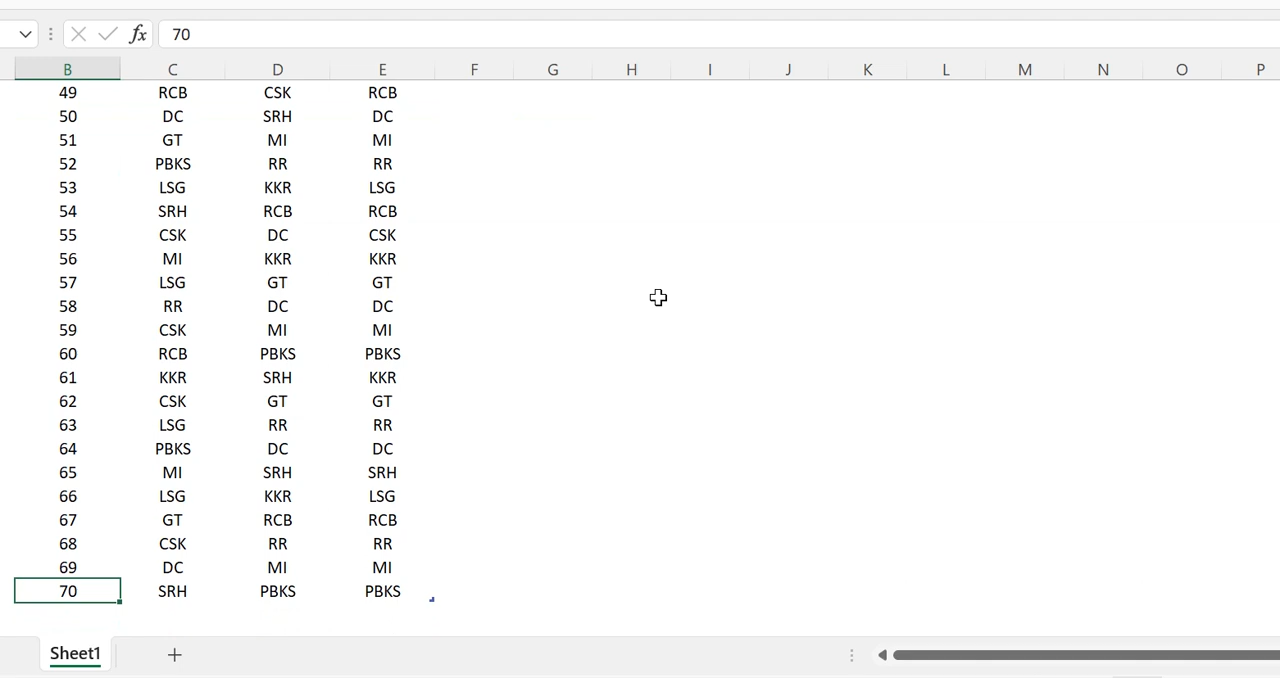 fx 70
B C D E F G H I J K L M N O P
49 RCB CSK RCB
50 DC SRH DC
51 GT MI MI
52 PBKS RR RR
53 LSG KKR LSG
54 SRH RCB RCB
55 CSK DC CSK
56 MI KKR KKR
57 LSG GT GT
58 RR DC DC
59 CSK MI MI
60 RCB PBKS PBKS
61 KKR SRH KKR
62 CSK GT GT
63 LSG RR RR
64 PBKS DC DC
65 MI SRH SRH
66 LSG KKR LSG
67 GT RCB RCB
68 CSK RR RR
69 DC MI MI
70 SRH PBKS PBKS
Sheet1